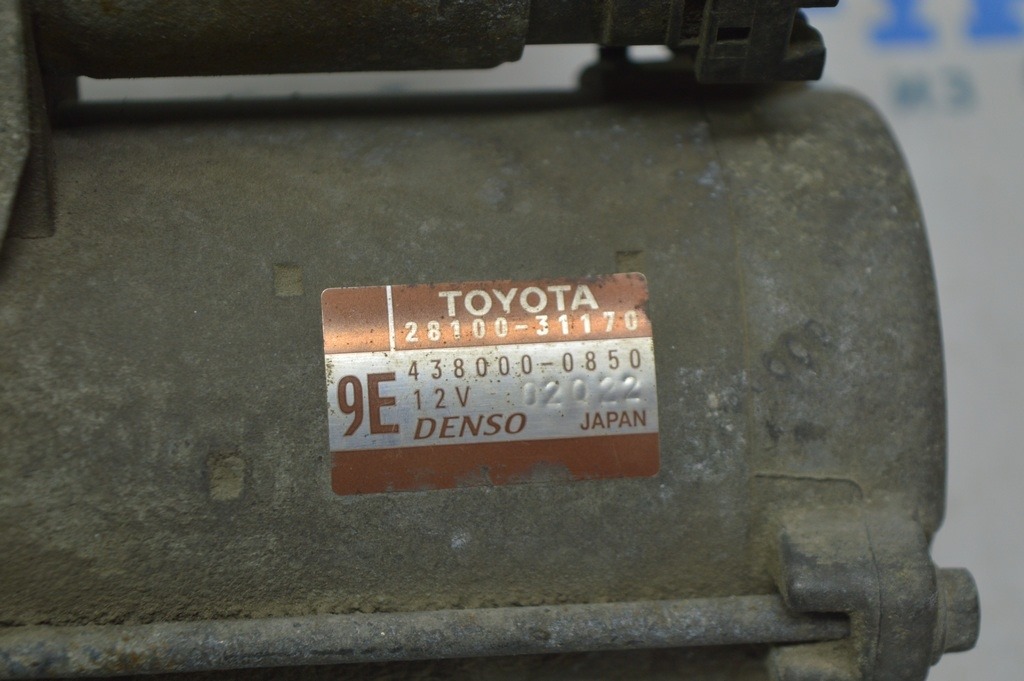 TOYOTA
28100-31170
438000-0850
9E
12V 02022
DENSO JAPAN